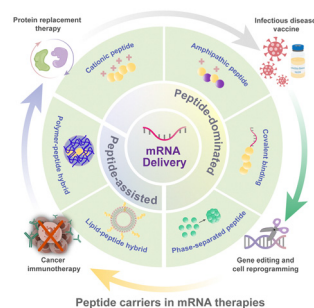 Protein replacement
therapy
Infectious disease
vaccine
Cationic peptide
Amphipathic peptide
Polymer-peptide hybrid
Covalent binding
Peptide-assisted
Peptide-dominated
mRNA
Delivery
Lipid-peptide hybrid
Phase-separated peptide
Cancer
immunotherapy
Gene editing and
cell reprogramming
Peptide carriers in mRNA therapies